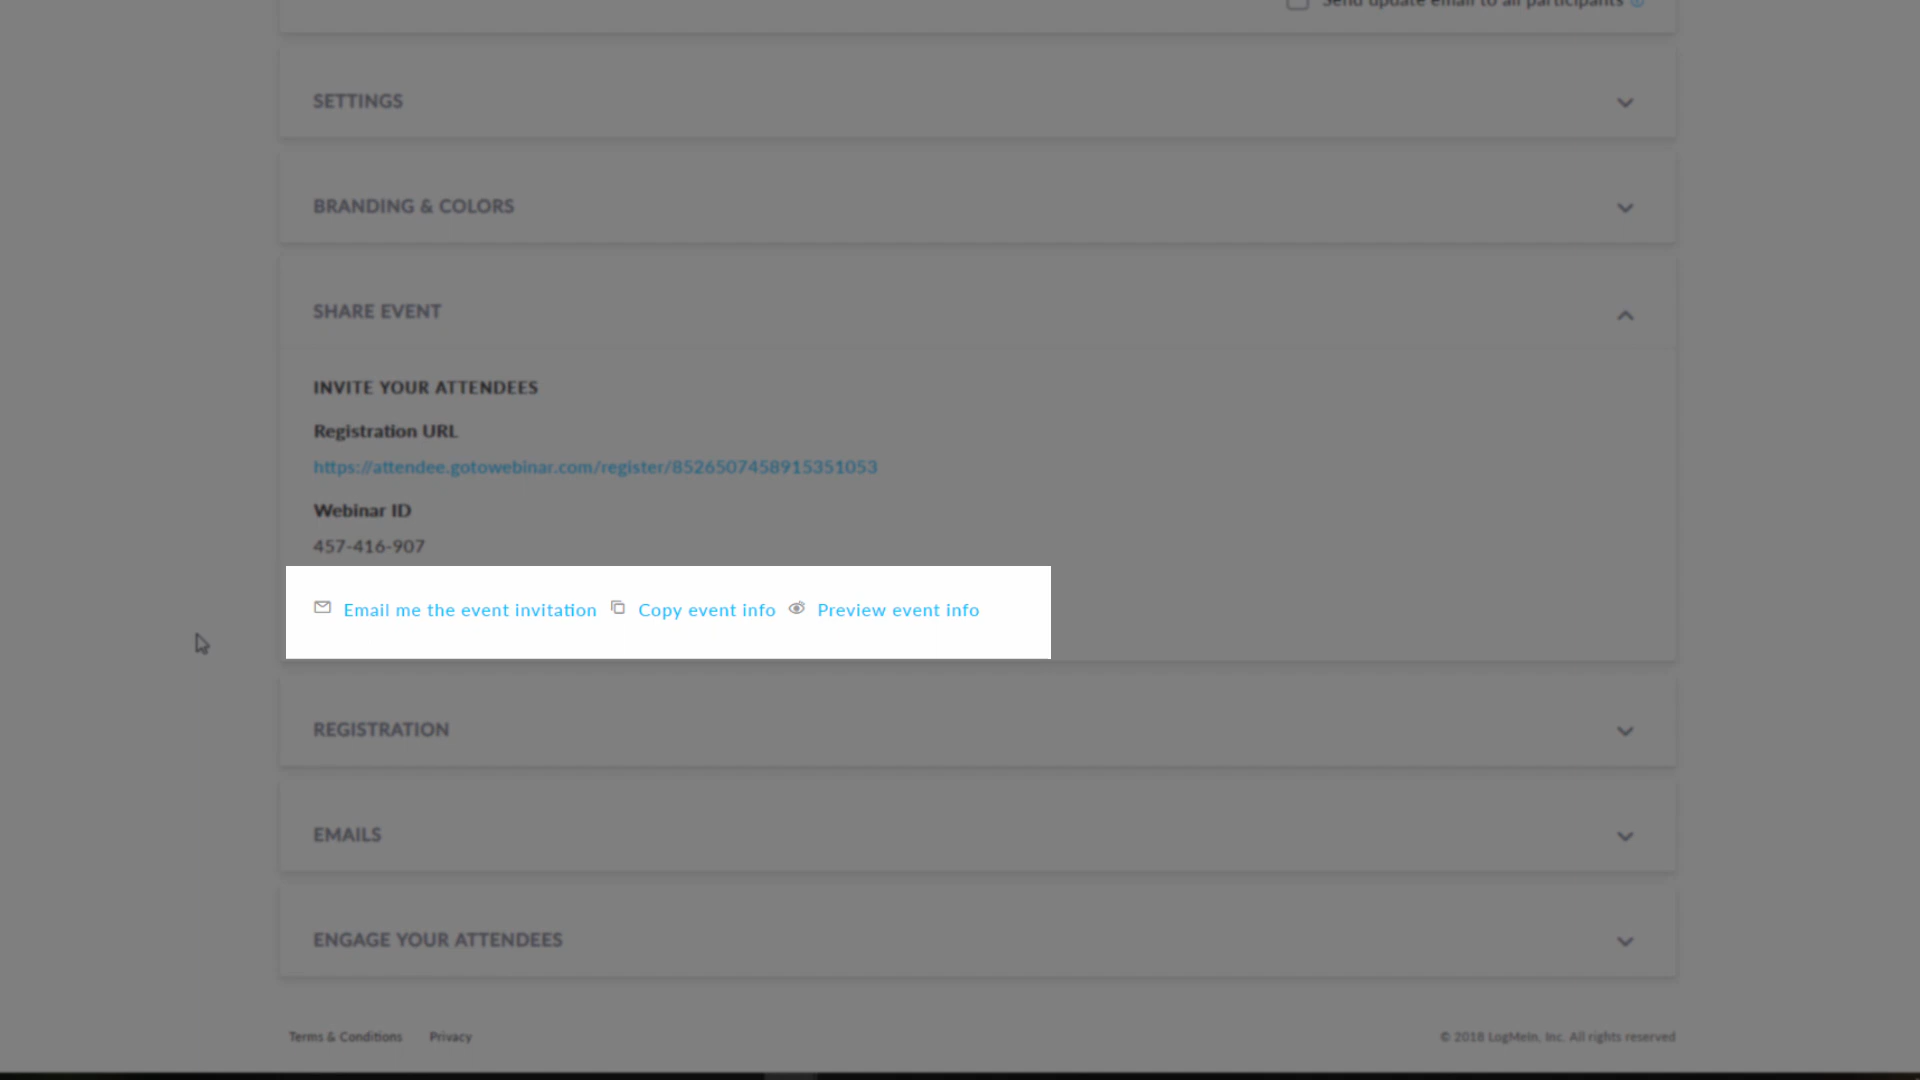 Send update email to all participants
SETTINGS
BRANDING & COLORS
SHARE EVENT
INVITE YOUR ATTENDEES
Registration URL
https://attendee.gotowebinar.com/register/8526507458915351053
Webinar ID
457-416-907
Email me the event invitation Copy event info Preview event info
REGISTRATION
EMAILS
ENGAGE YOUR ATTENDEES
Terms & Conditions Privacy © 2018 LogMeIn, Inc. All rights reserved